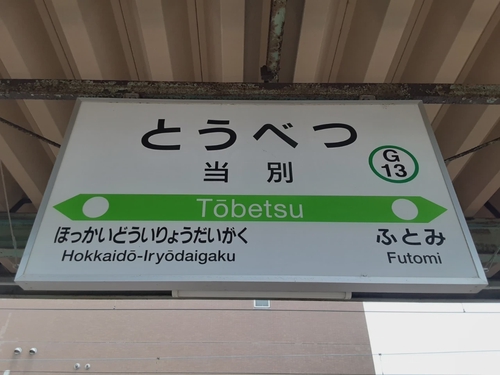 とうべつ
当別
G
13
Tōbetsu
ほっかいどういりょうだいがく
Hokkaidō-Iryōdaigaku
ふとみ
Futomi